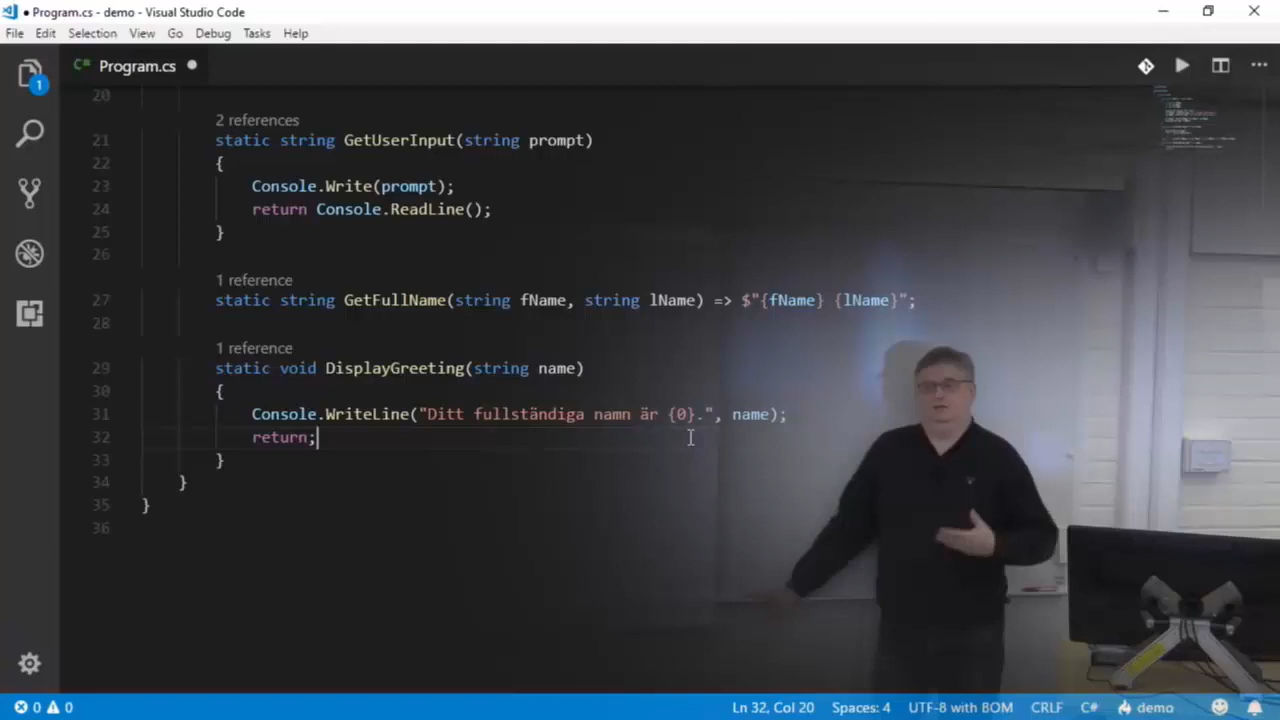 ● Program.cs - demo - Visual Studio Code
File Edit Selection View Go Debug Tasks Help
1
C# Program.cs ●
20
2 references
21 static string GetUserInput(string prompt)
22 {
23 Console.Write(prompt);
24 return Console.ReadLine();
25 }
26
1 reference
27 static string GetFullName(string fName, string lName) => $"{fName} {lName}";
28
1 reference
29 static void DisplayGreeting(string name)
30 {
31 Console.WriteLine("Ditt fullständiga namn är {0}.", name);
32 return;
33 }
34 }
35 }
36
0 0 Ln 32, Col 20 Spaces: 4 UTF-8 with BOM CRLF C# demo